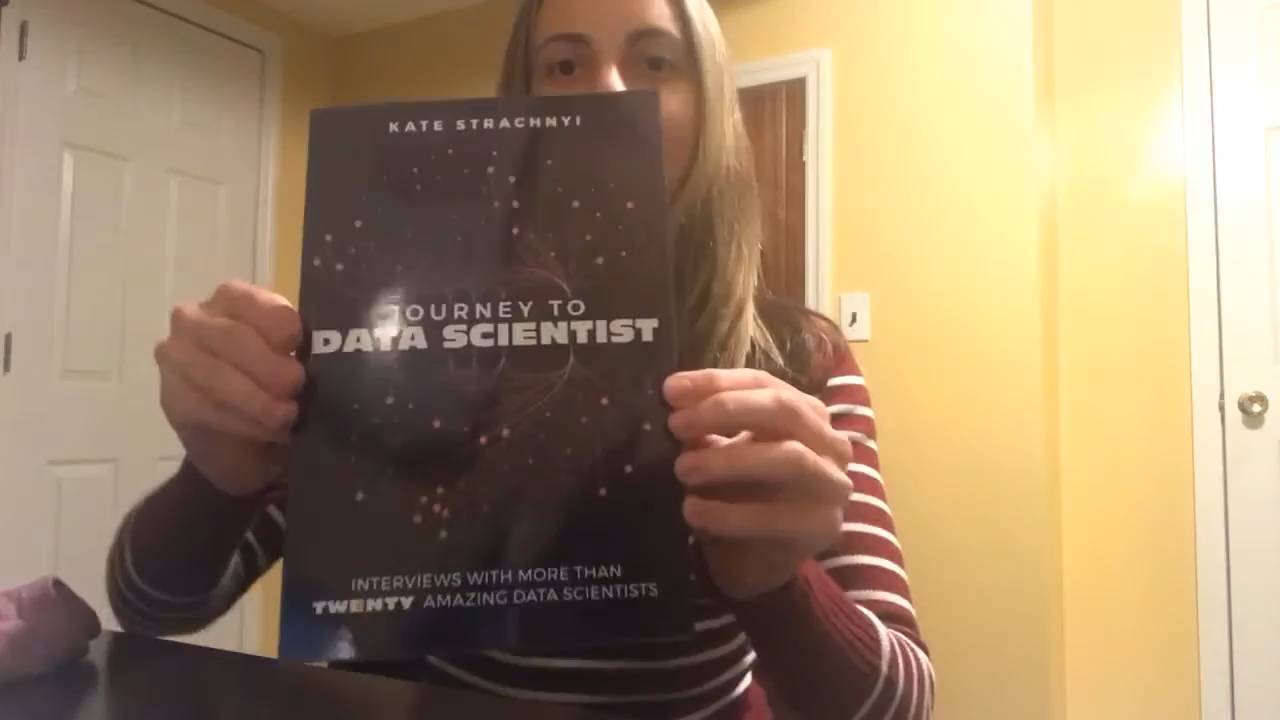 KATE STRACHNYI
JOURNEY TO
DATA SCIENTIST
INTERVIEWS WITH MORE THAN
TWENTY AMAZING DATA SCIENTISTS